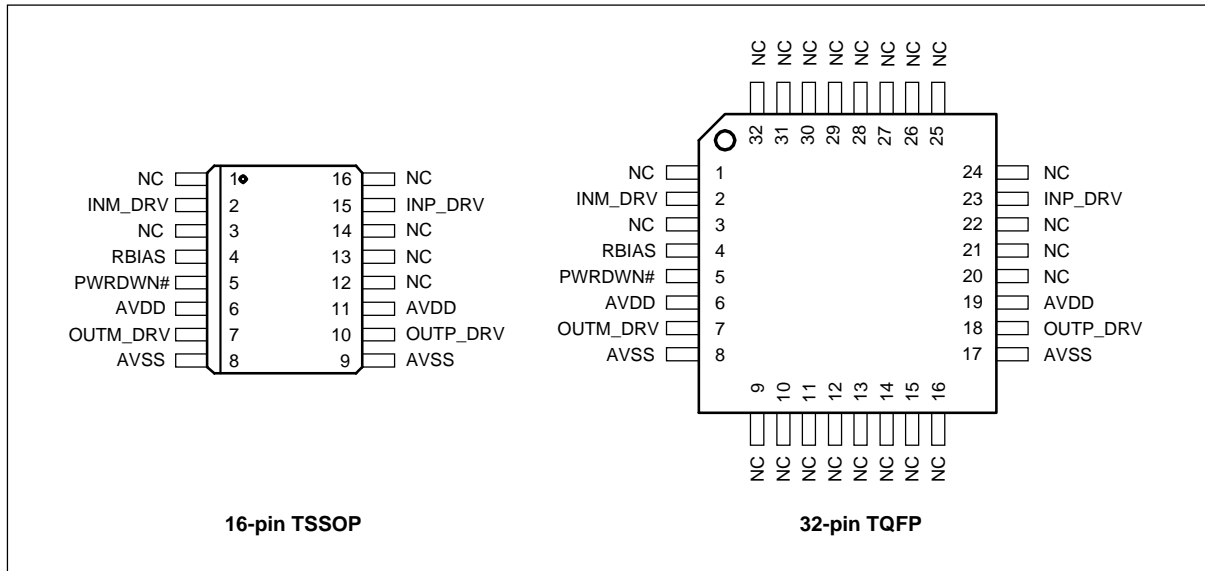 NC 1 16 NC
INM_DRV 2 15 INP_DRV
NC 3 14 NC
RBIAS 4 13 NC
PWRDWN# 5 12 NC
AVDD 6 11 AVDD
OUTM_DRV 7 10 OUTP_DRV
AVSS 8 9 AVSS
16-pin TSSOP
NC NC NC NC NC NC NC NC
32 31 30 29 28 27 26 25
NC 1 24 NC
INM_DRV 2 23 INP_DRV
NC 3 22 NC
RBIAS 4 21 NC
PWRDWN# 5 20 NC
AVDD 6 19 AVDD
OUTM_DRV 7 18 OUTP_DRV
AVSS 8 17 AVSS
9 10 11 12 13 14 15 16
NC NC NC NC NC NC NC NC
32-pin TQFP